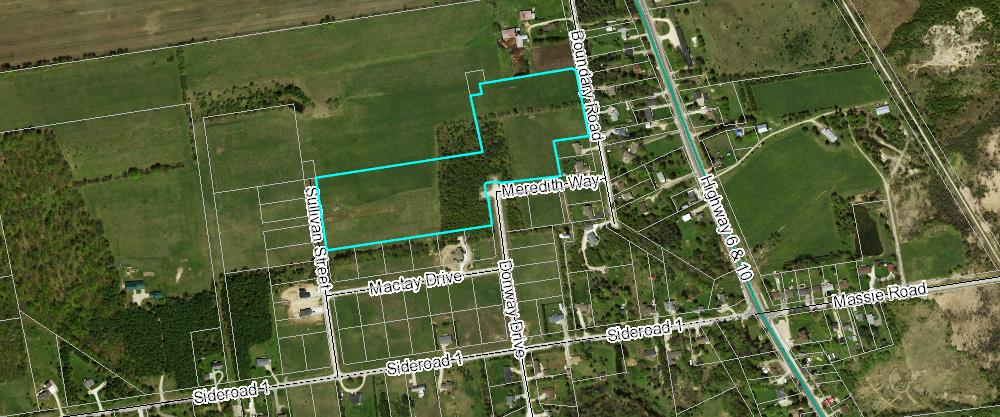 Boundary Road
Meredith Way
Highway 6 & 10
Sullivan Street
Maclay Drive
Donway Drive
Massie Road
Sideroad 1
Sideroad 1
Sideroad 1